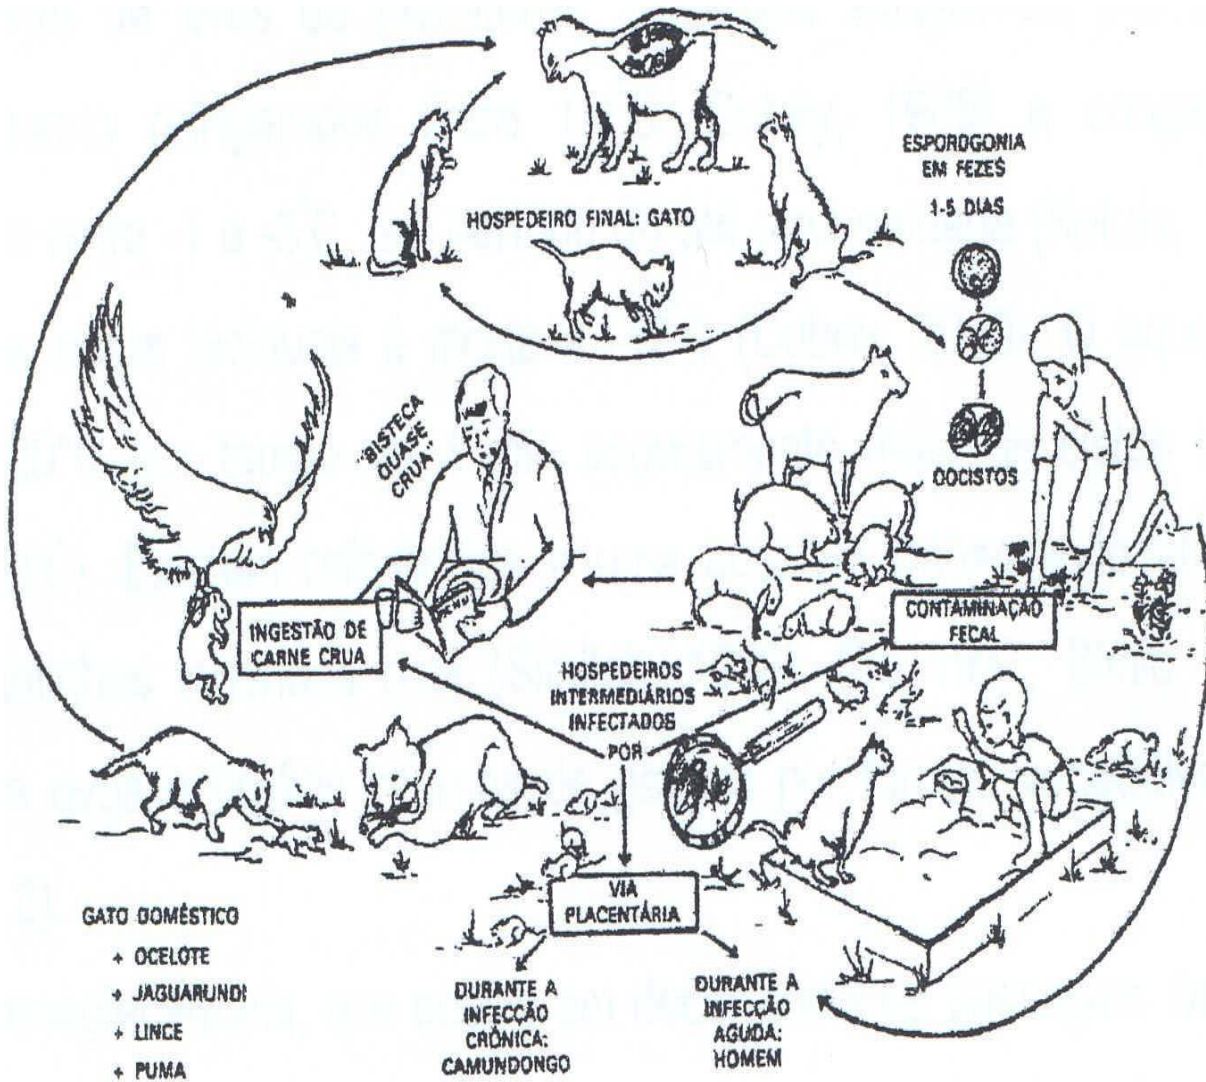 HOSPEDEIRO FINAL: GATO
ESPOROGONIA
EM FEZES
1-5 DIAS
OOCISTOS
"BISTECA
QUASE
CRUA"
MENU
INGESTÃO DE
CARNE CRUA
CONTAMINAÇÃO
FECAL
HOSPEDEIROS
INTERMEDIÁRIOS
INFECTADOS
POR
VIA
PLACENTÁRIA
GATO DOMÉSTICO
+ OCELOTE
+ JAGUARUNDI
+ LINCE
+ PUMA
DURANTE A
INFECÇÃO
CRÔNICA:
CAMUNDONGO
DURANTE A
INFECÇÃO
AGUDA:
HOMEM